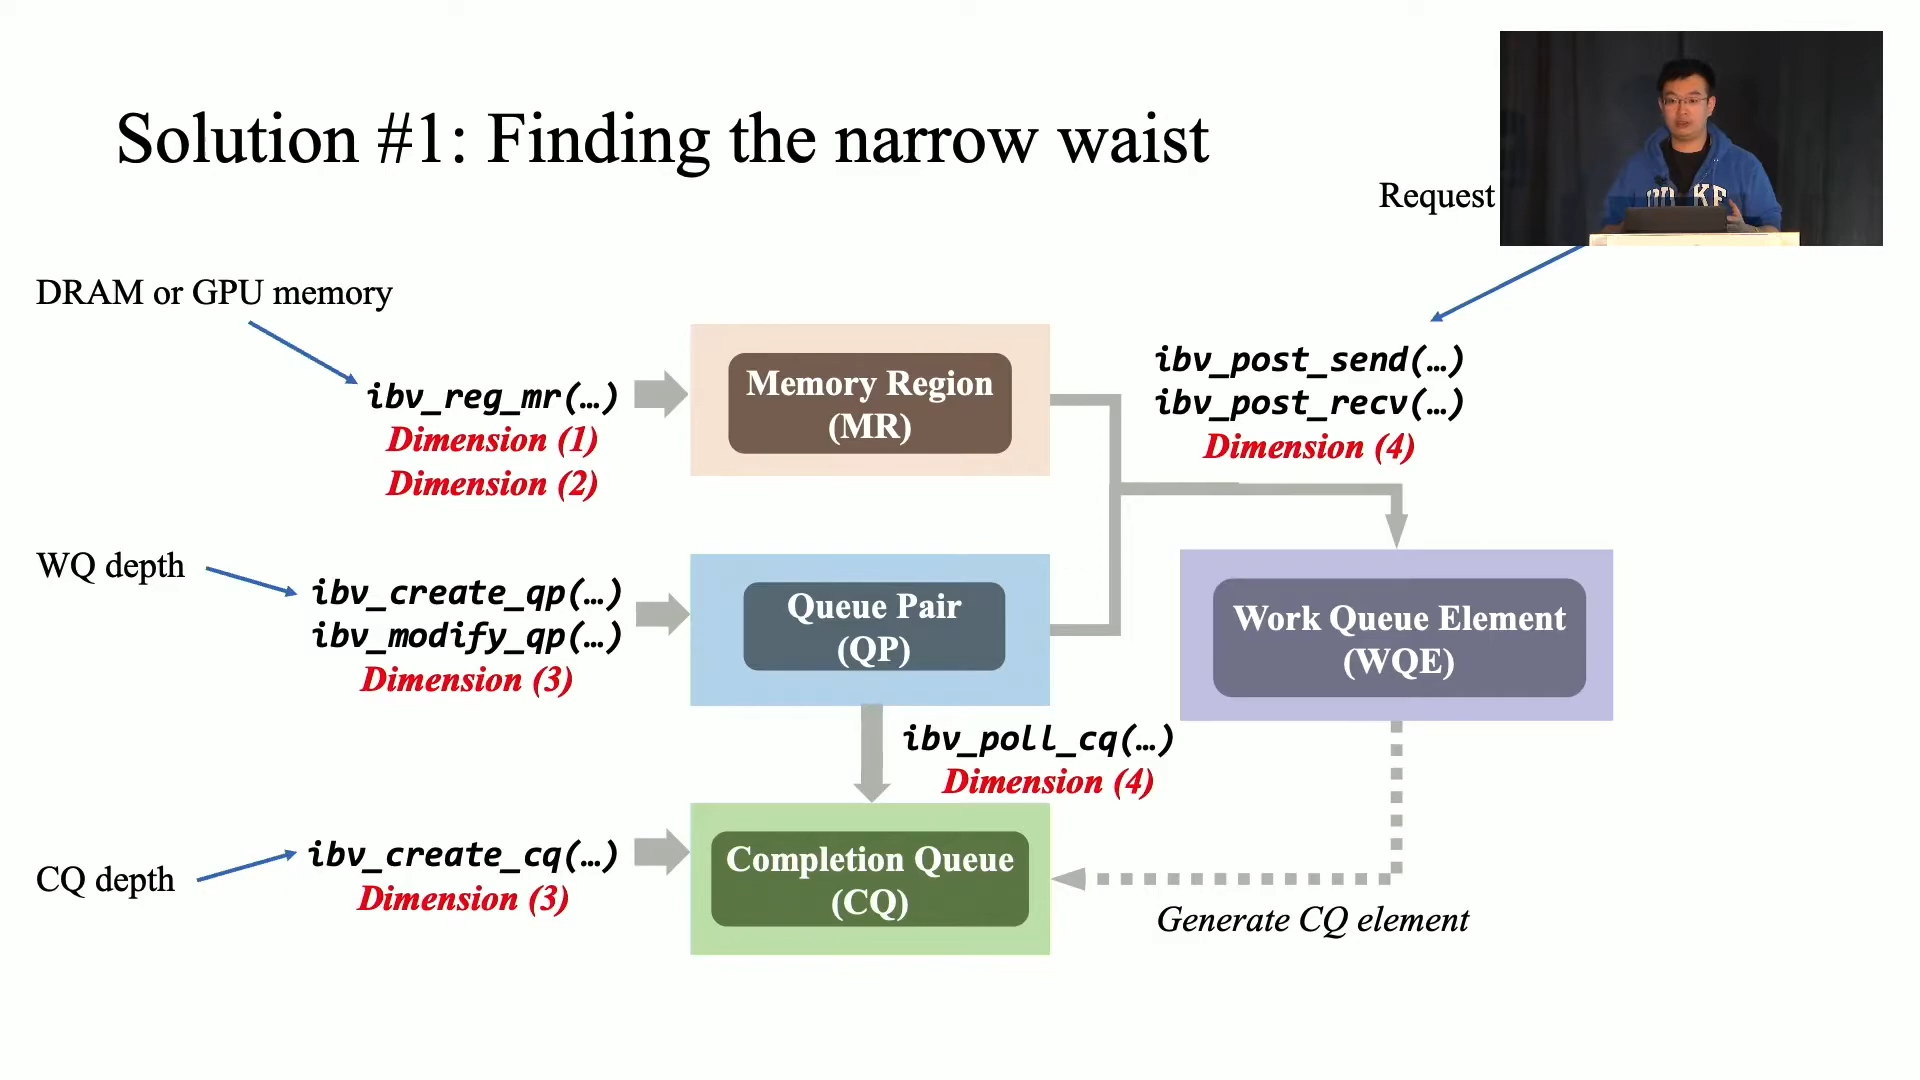 Solution #1: Finding the narrow waist
Request
DRAM or GPU memory
ibv_reg_mr(…)
Dimension (1)
Dimension (2)
Memory Region
(MR)
ibv_post_send(…)
ibv_post_recv(…)
Dimension (4)
WQ depth
ibv_create_qp(…)
ibv_modify_qp(…)
Dimension (3)
Queue Pair
(QP)
Work Queue Element
(WQE)
ibv_poll_cq(…)
Dimension (4)
CQ depth
ibv_create_cq(…)
Dimension (3)
Completion Queue
(CQ)
Generate CQ element